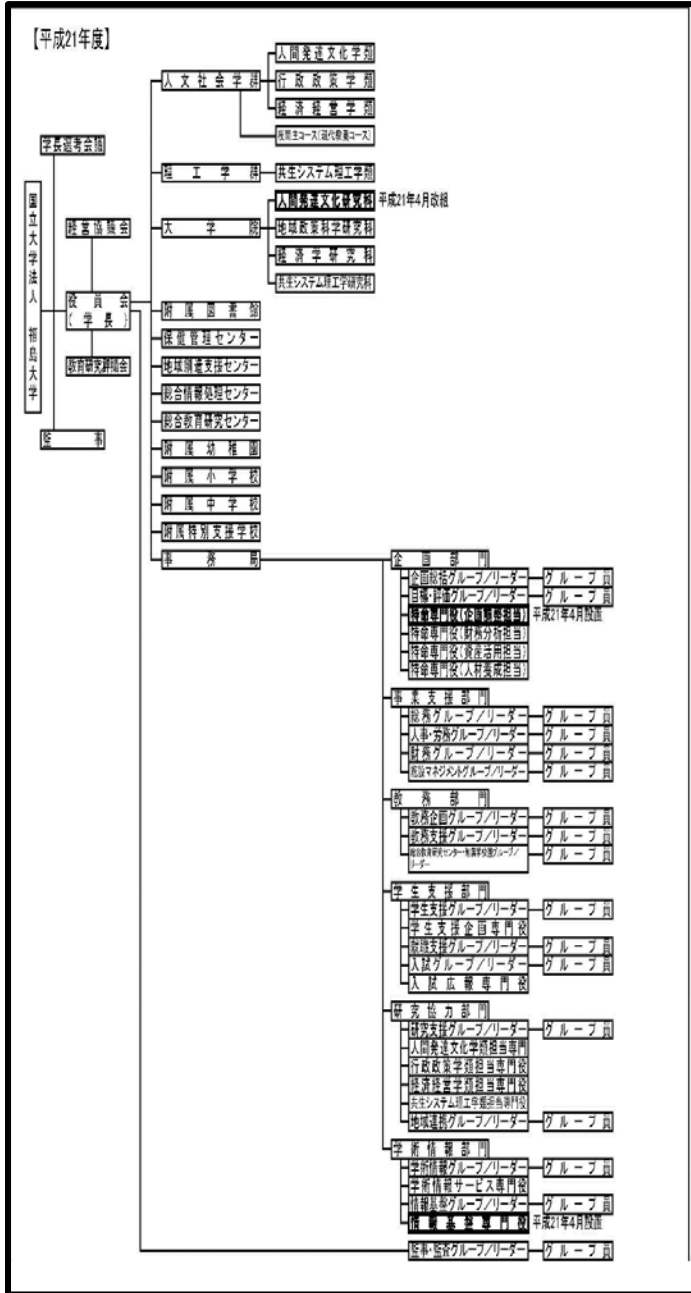 【平成21年度】
国立大学法人 福島大学
学長選考会議
経営協議会
役員会
(学長)
教育研究評議会
監事
人文社会学群
人間発達文化学類
行政政策学類
経済経営学類
夜間主コース(現代教養コース)
理工学群
共生システム理工学類
大学院
人間発達文化研究科 平成21年4月改組
地域政策科学研究科
経済学研究科
共生システム理工学研究科
附属図書館
保健管理センター
地域創造支援センター
総合情報処理センター
総合教育研究センター
附属幼稚園
附属小学校
附属中学校
附属特別支援学校
事務局
企画部門
企画総括グループ/リーダー グループ員
目標・評価グループ/リーダー グループ員
特命専門役(企画調整担当) 平成21年4月設置
特命専門役(財務分析担当)
特命専門役(資産活用担当)
特命専門役(人材養成担当)
事業支援部門
総務グループ/リーダー グループ員
人事・労務グループ/リーダー グループ員
財務グループ/リーダー グループ員
施設マネジメントグループ/リーダー グループ員
教務部門
教務企画グループ/リーダー グループ員
教務支援グループ/リーダー グループ員
総合教育研究センター・附属学校園グループ/
リーダー グループ員
学生支援部門
学生支援グループ/リーダー グループ員
学生支援企画専門役
就職支援グループ/リーダー グループ員
入試グループ/リーダー グループ員
入試広報専門役
研究協力部門
研究支援グループ/リーダー グループ員
人間発達文化学類担当専門
行政政策学類担当専門役
経済経営学類担当専門役
共生システム理工学類担当専門役
地域連携グループ/リーダー グループ員
学術情報部門
学術情報グループ/リーダー グループ員
学術情報サービス専門役
情報基盤グループ/リーダー グループ員
情報基盤専門役 平成21年4月設置
監事・監査グループ/リーダー グループ員